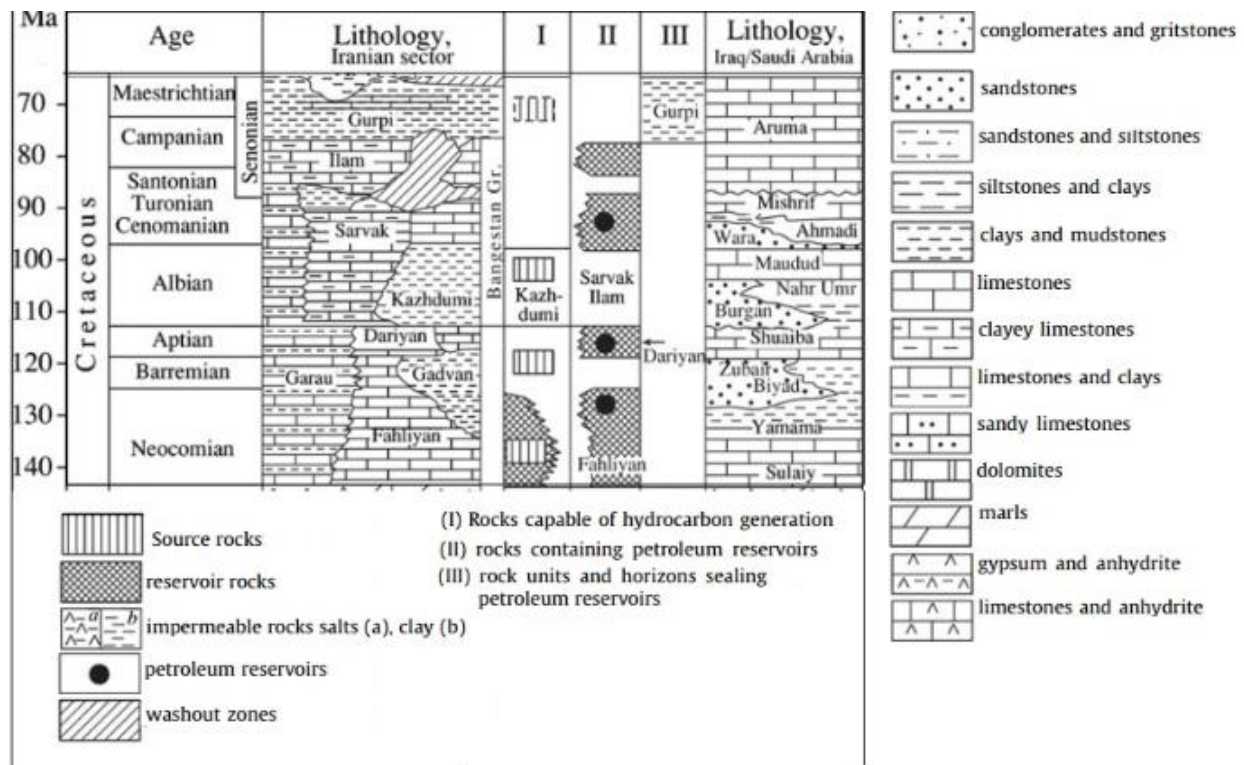 Ma
Age
Lithology,
Iranian sector
I
II
III
Lithology,
Iraq/Saudi Arabia
70
80
90
100
110
120
130
140
Cretaceous
Senonian
Maestrichtian
Campanian
Santonian
Turonian
Cenomanian
Albian
Aptian
Barremian
Neocomian
Gurpi
Ilam
Sarvak
Kazhdumi
Dariyan
Gadvan
Garau
Fahliyan
Bangestan Gr.
Kazh-
dumi
Sarvak
Ilam
Fahliyan
Gurpi
Dariyan
Aruma
Mishrif
Ahmadi
Wara
Maudud
Nahr Umr
Burgan
Shuaiba
Zubair
Biyad
Yamama
Sulaiy
Source rocks
reservoir rocks
a
b
impermeable rocks salts (a), clay (b)
petroleum reservoirs
washout zones
(I) Rocks capable of hydrocarbon generation
(II) rocks containing petroleum reservoirs
(III) rock units and horizons sealing
petroleum reservoirs
conglomerates and gritstones
sandstones
sandstones and siltstones
siltstones and clays
clays and mudstones
limestones
clayey limestones
limestones and clays
sandy limestones
dolomites
marls
gypsum and anhydrite
limestones and anhydrite